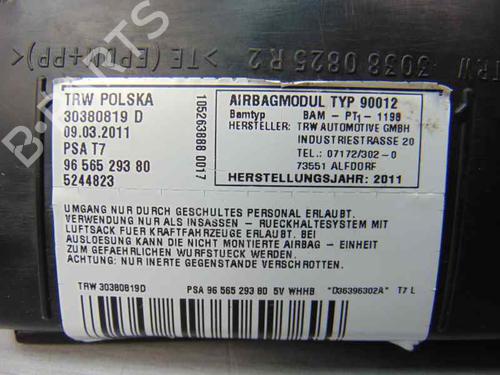 >TE (EPDM+PP)<
30380825 R2
TRW
B-PARTS
TRW POLSKA
30380819 D
09.03.2011
PSA T7
96 565 293 80
5244823
105263888 0017
AIRBAGMODUL TYP 90012
Bamtyp BAM - PT1- 1198
HERSTELLER: TRW AUTOMOTIVE GMBH
INDUSTRIESTRASSE 20
TEL. 07172/302-0
73551 ALFDORF
HERSTELLUNGSJAHR: 2011
UMGANG NUR DURCH GESCHULTES PERSONAL ERLAUBT.
VERWENDUNG NUR ALS INSASSEN - RUECKHALTESYSTEM MIT
LUFTSACK FUER KRAFTFAHRZEUGE ERLAUBT. BEI
AUSLOESUNG KANN DIE NICHT MONTIERTE AIRBAG - EINHEIT
ZUM GEFAEHRLICHEN WURFSTUECK WERDEN.
ACHTUNG: NUR INERTE GEGENSTAENDE VERSCHROTTEN.
TRW 30380819D PSA 96 565 293 80 5V WHHB *D36396302A* T7 L